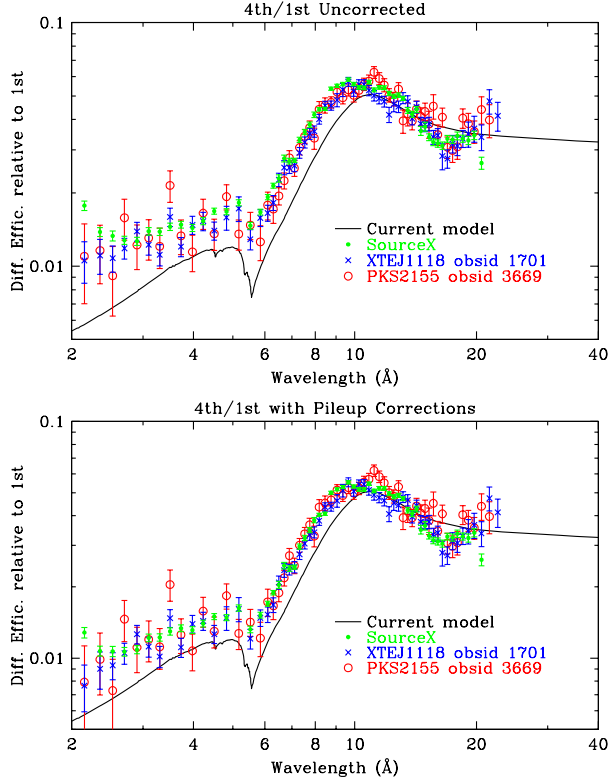 4th/1st Uncorrected
0.1
Diff. Effic. relative to 1st
0.01
Current model
SourceX
XTEJ1118 obsid 1701
PKS2155 obsid 3669
2 4 6 8 10 20 40
Wavelength (Å)
4th/1st with Pileup Corrections
0.1
Diff. Effic. relative to 1st
0.01
Current model
SourceX
XTEJ1118 obsid 1701
PKS2155 obsid 3669
2 4 6 8 10 20 40
Wavelength (Å)